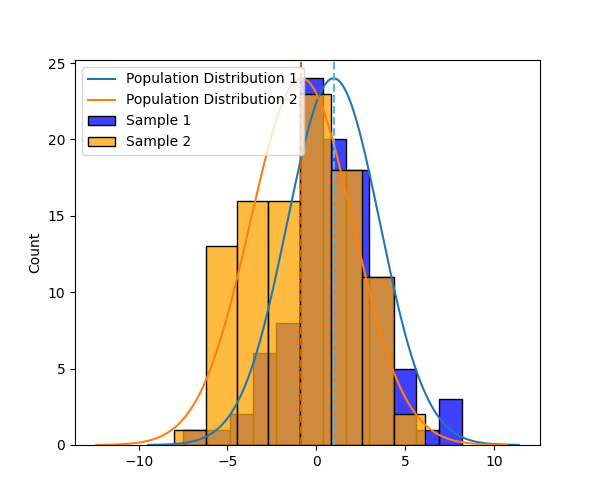 Population Distribution 1
Population Distribution 2
Sample 1
Sample 2
25
20
15
10
5
0
Count
−10 −5 0 5 10